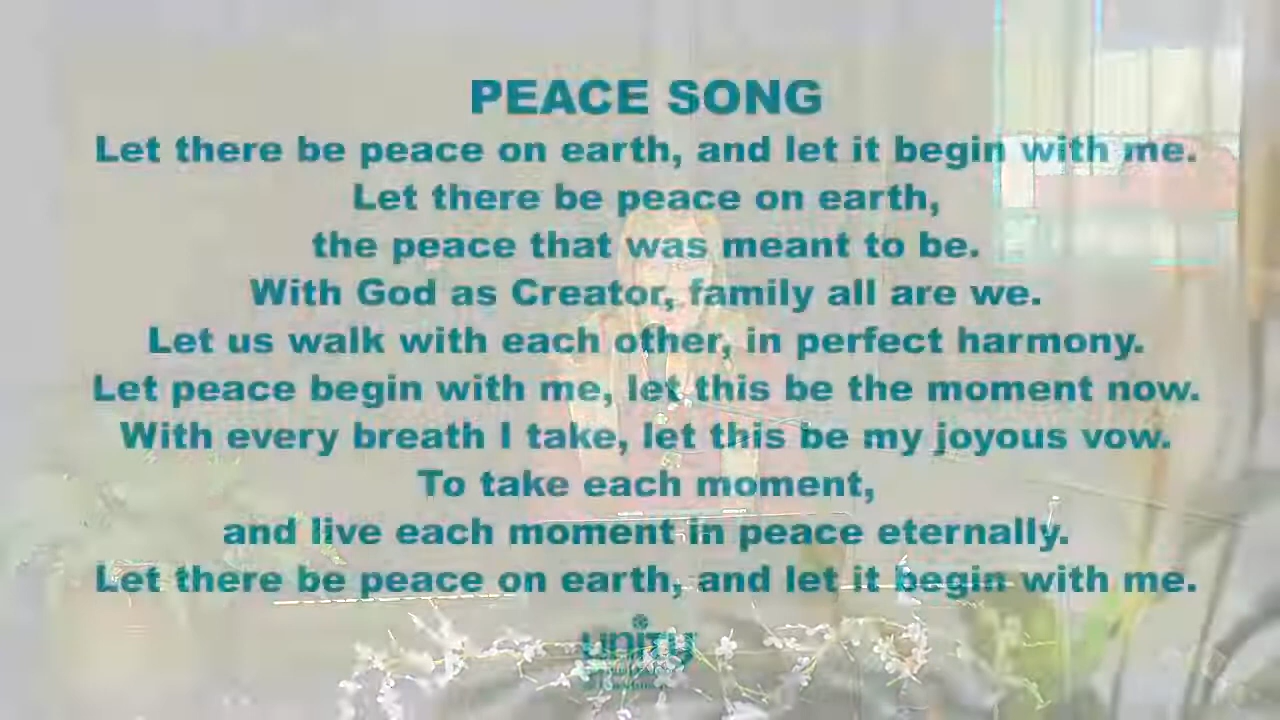 PEACE SONG
Let there be peace on earth, and let it begin with me.
Let there be peace on earth,
the peace that was meant to be.
With God as Creator, family all are we.
Let us walk with each other, in perfect harmony.
Let peace begin with me, let this be the moment now.
With every breath I take, let this be my joyous vow.
To take each moment,
and live each moment in peace eternally.
Let there be peace on earth, and let it begin with me.
unity